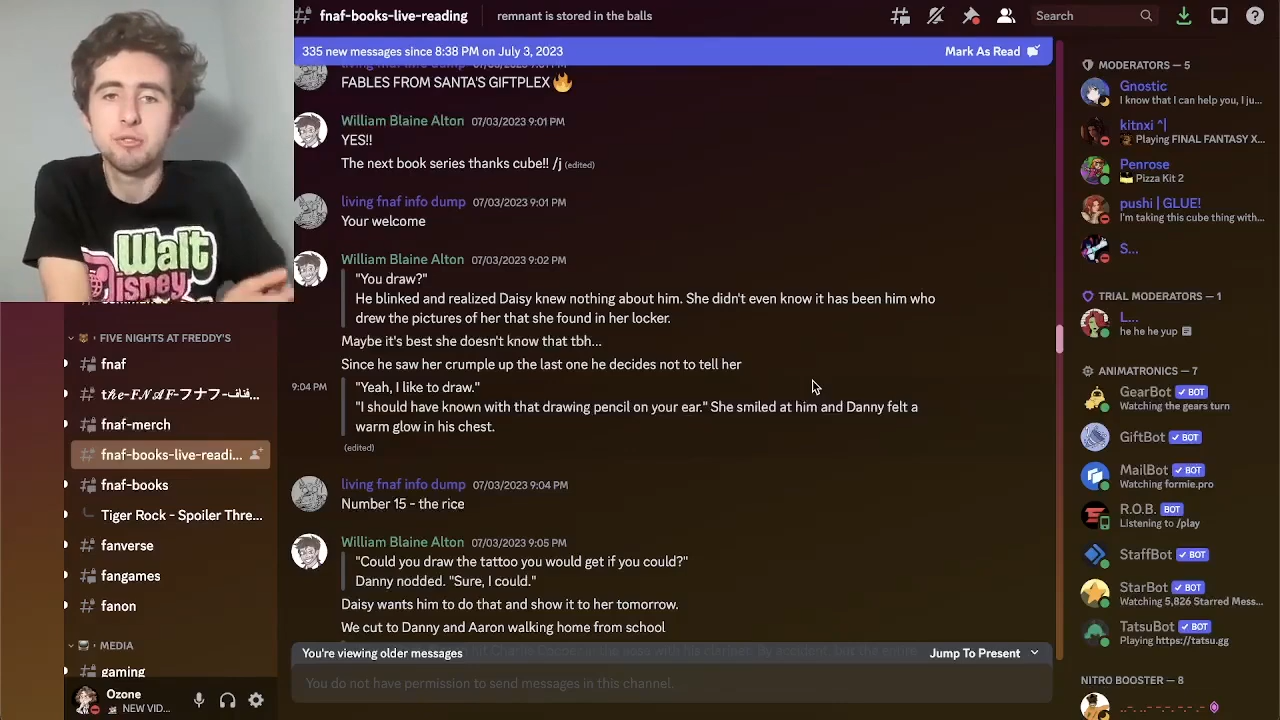 fnaf-books-live-reading
remnant is stored in the balls
Search
335 new messages since 8:38 PM on July 3, 2023
Mark As Read
living fnaf info dump 07/03/2023 9:01 PM
FABLES FROM SANTA'S GIFTPLEX🔥
William Blaine Alton 07/03/2023 9:01 PM
YES!!
The next book series thanks cube!! /j (edited)
living fnaf info dump 07/03/2023 9:01 PM
Your welcome
William Blaine Alton 07/03/2023 9:02 PM
"You draw?"
He blinked and realized Daisy knew nothing about him. She didn't even know it has been him who
drew the pictures of her that she found in her locker.
Maybe it's best she doesn't know that tbh...
Since he saw her crumple up the last one he decides not to tell her
9:04 PM
"Yeah, I like to draw."
"I should have known with that drawing pencil on your ear." She smiled at him and Danny felt a
warm glow in his chest.
(edited)
living fnaf info dump 07/03/2023 9:04 PM
Number 15 - the rice
William Blaine Alton 07/03/2023 9:05 PM
"Could you draw the tattoo you would get if you could?"
Danny nodded. "Sure, I could."
Daisy wants him to do that and show it to her tomorrow.
We cut to Danny and Aaron walking home from school
You're viewing older messages
Jump To Present
You do not have permission to send messages in this channel.
Walt
Disney
FIVE NIGHTS AT FREDDY'S
fnaf
fnaf-merch
fnaf-books-live-readi...
fnaf-books
Tiger Rock - Spoiler Thre...
fanverse
fangames
fanon
MEDIA
gaming
Ozone
NEW VID...
MODERATORS — 5
Gnostic
I know that I can help you, I ju...
kitnxi ^|
Playing FINAL FANTASY X...
Penrose
Pizza Kit 2
pushi | GLUE!
I'm taking this cube thing with...
S...
TRIAL MODERATORS — 1
L...
he he he yup
ANIMATRONICS — 7
GearBot ✓ BOT
Watching the gears turn
GiftBot ✓ BOT
MailBot ✓ BOT
Watching formie.pro
R.O.B. BOT
Listening to /play
StaffBot ✓ BOT
StarBot ✓ BOT
Watching 5,826 Starred Mess...
TatsuBot ✓ BOT
Playing https://tatsu.gg
NITRO BOOSTER — 8